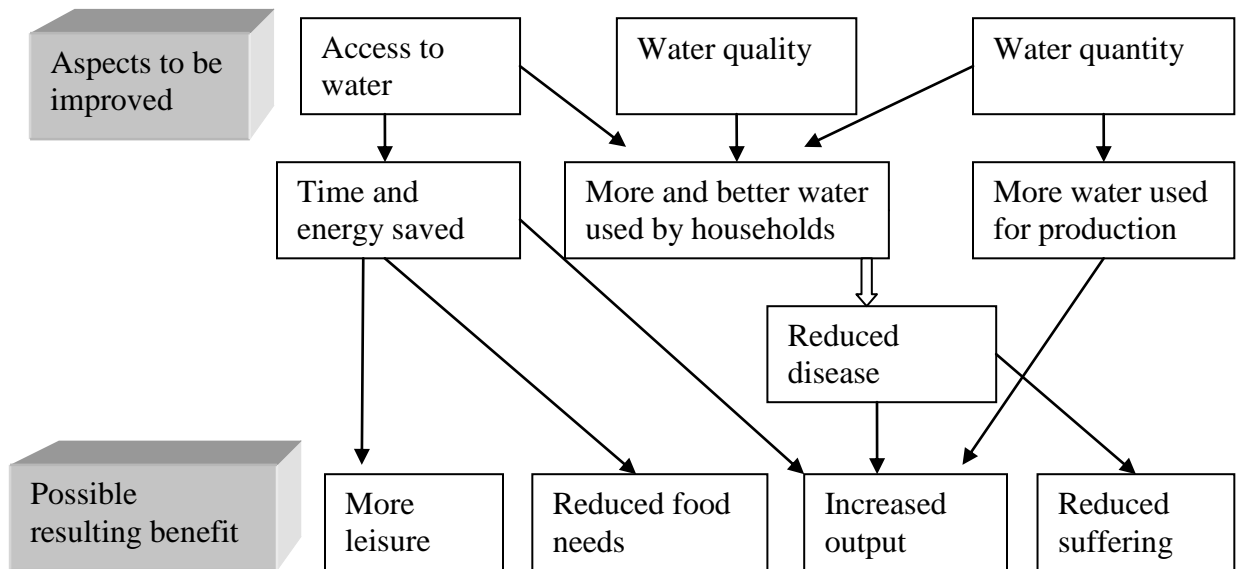 Aspects to be
improved
Access to
water
Water quality
Water quantity
Time and
energy saved
More and better water
used by households
More water used
for production
Reduced
disease
Possible
resulting benefit
More
leisure
Reduced food
needs
Increased
output
Reduced
suffering